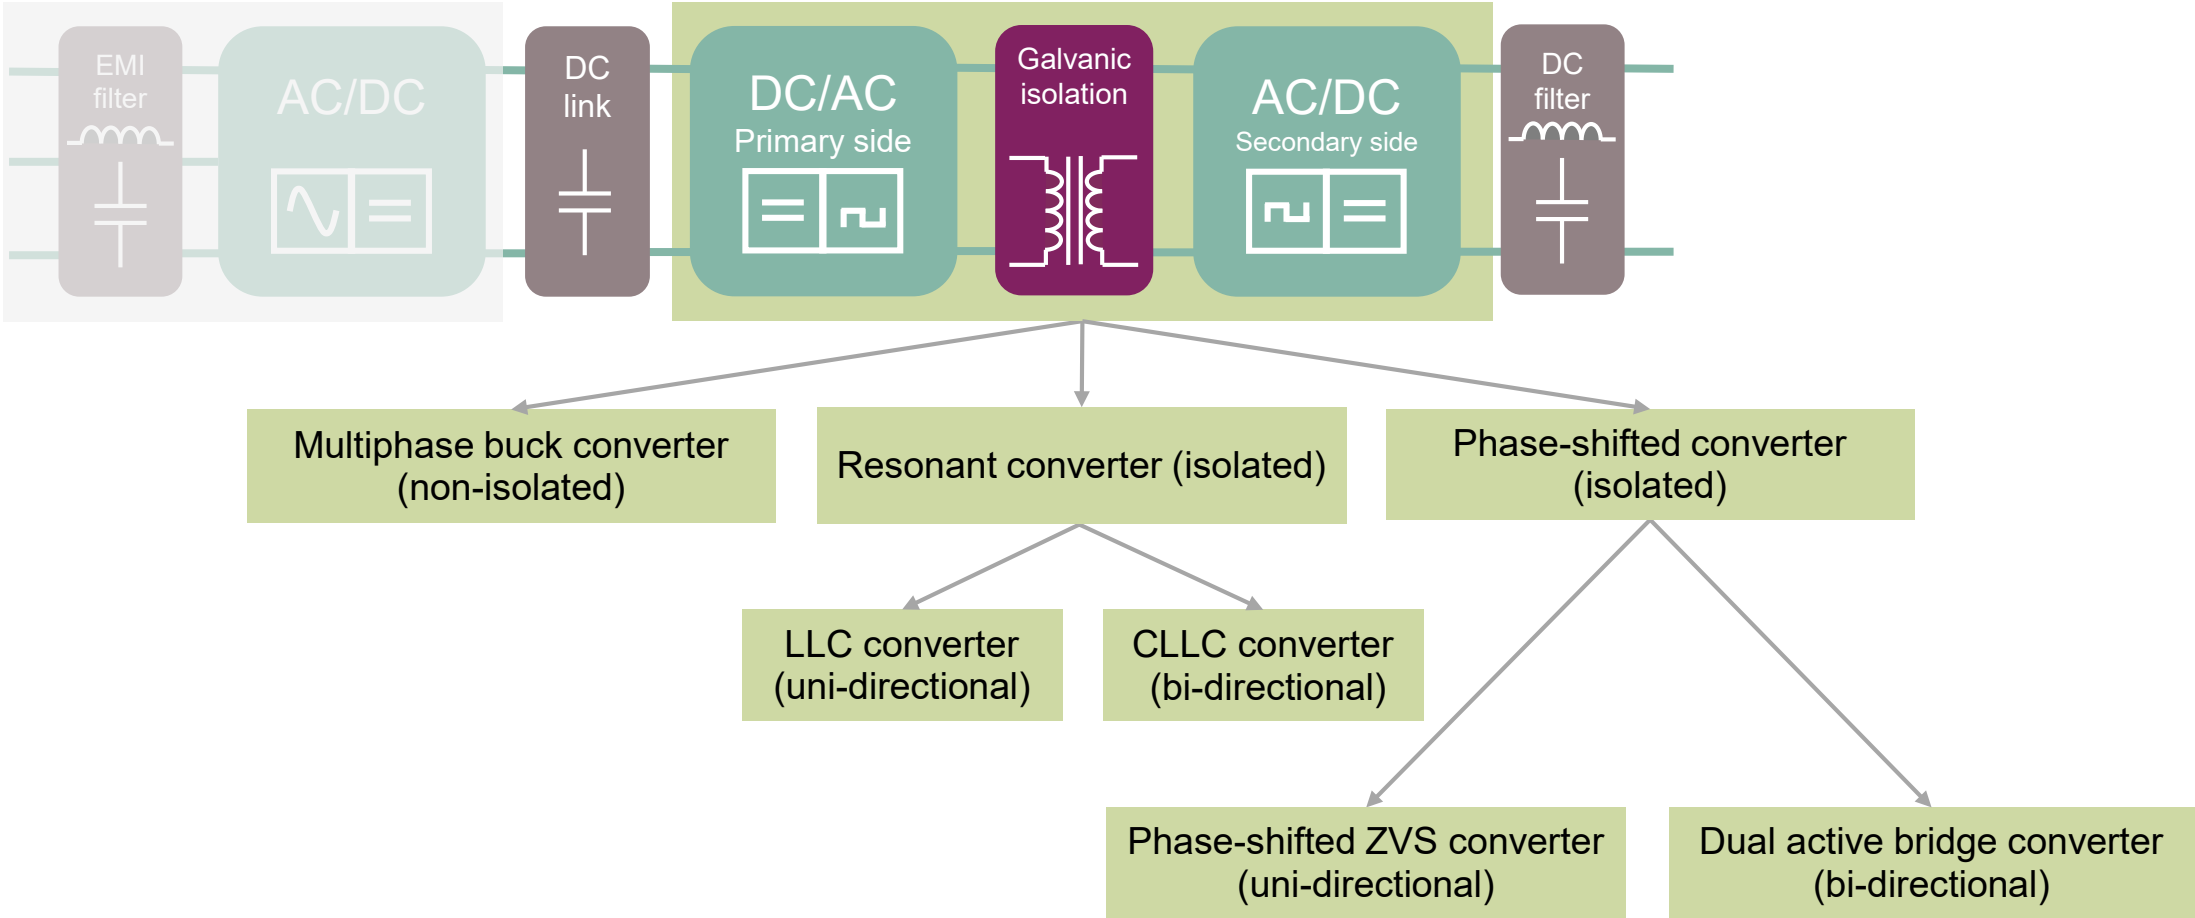 EMI
filter
AC/DC
DC
link
DC/AC
Primary side
Galvanic
isolation
AC/DC
Secondary side
DC
filter
Multiphase buck converter
(non-isolated)
Resonant converter (isolated)
Phase-shifted converter
(isolated)
LLC converter
(uni-directional)
CLLC converter
(bi-directional)
Phase-shifted ZVS converter
(uni-directional)
Dual active bridge converter
(bi-directional)